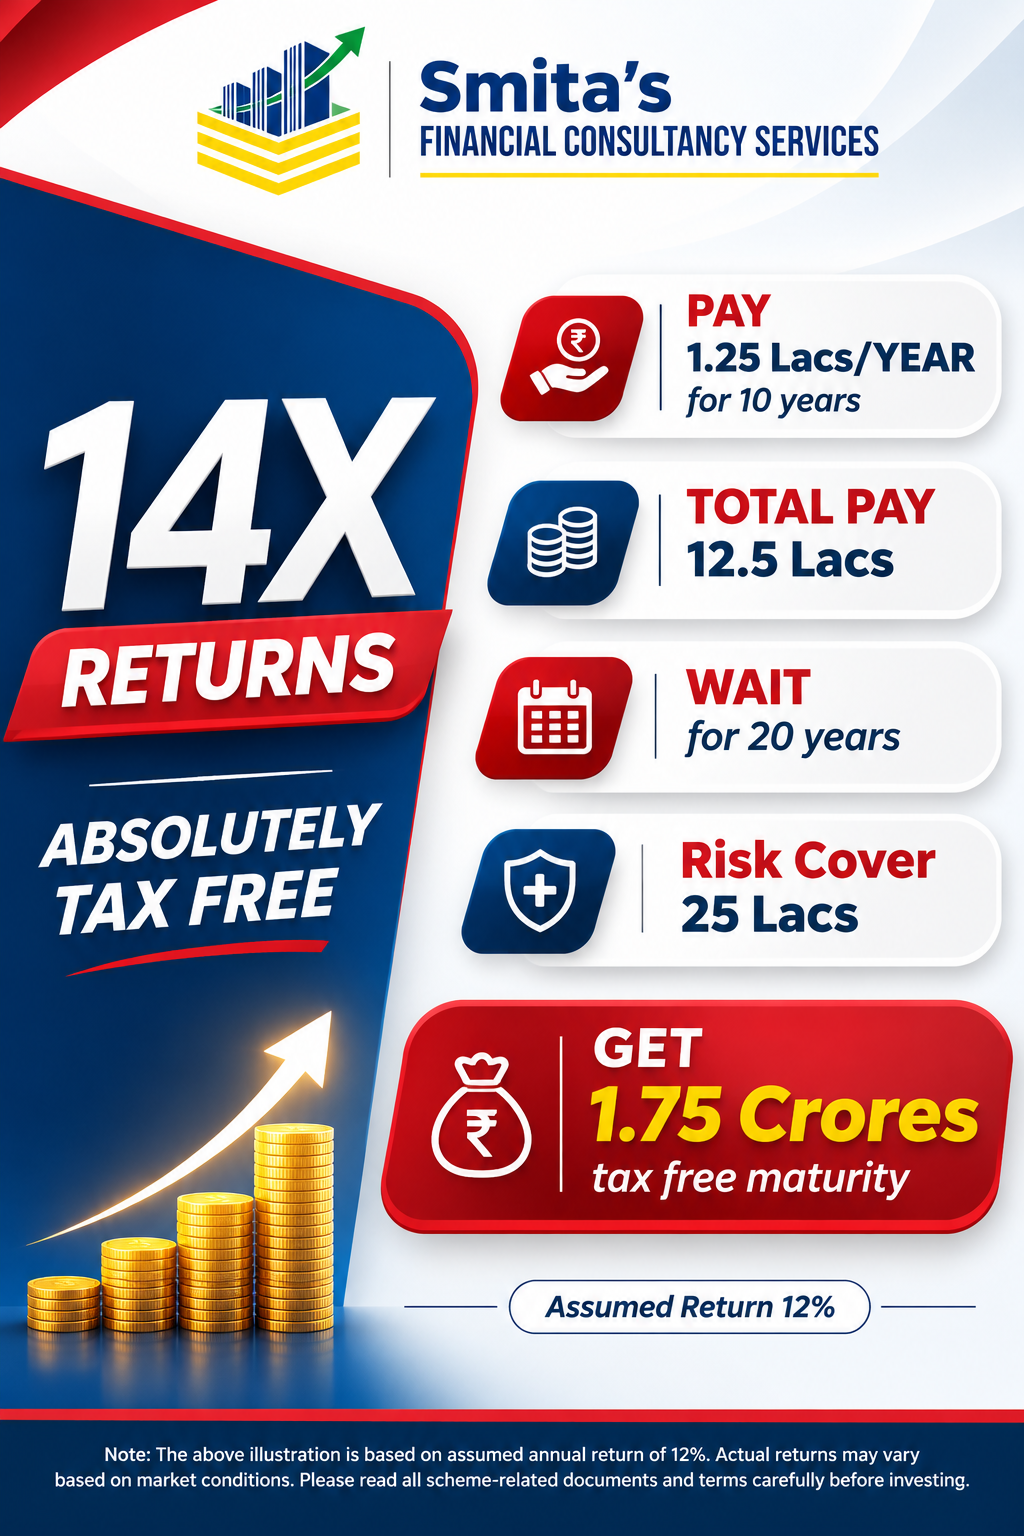 Smita's
FINANCIAL CONSULTANCY SERVICES
14X
RETURNS
ABSOLUTELY
TAX FREE
PAY
1.25 Lacs/YEAR
for 10 years
TOTAL PAY
12.5 Lacs
WAIT
for 20 years
Risk Cover
25 Lacs
GET
1.75 Crores
tax free maturity
Assumed Return 12%
Note: The above illustration is based on assumed annual return of 12%. Actual returns may vary
based on market conditions. Please read all scheme-related documents and terms carefully before investing.